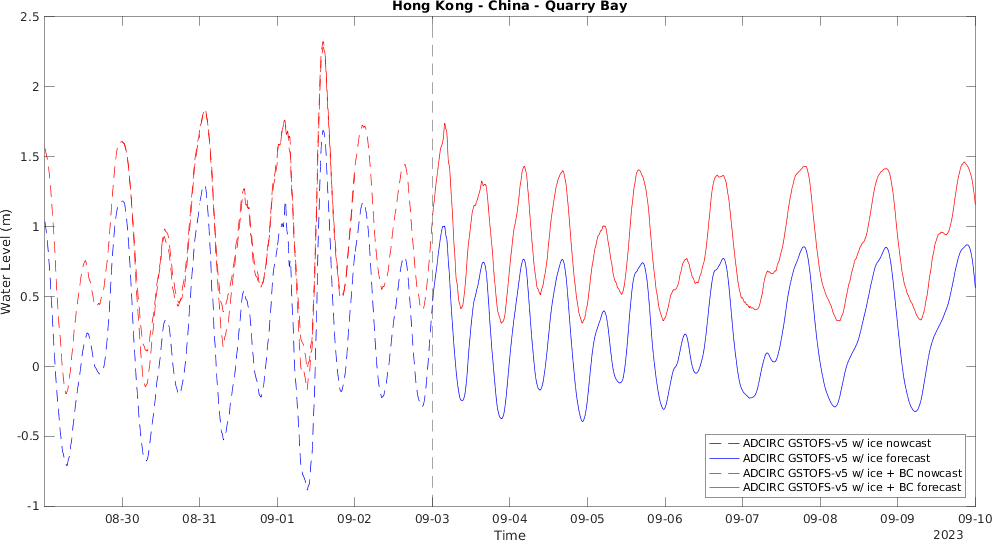 Hong Kong - China - Quarry Bay
2.5
2
1.5
1
0.5
0
-0.5
-1
Water Level (m)
ADCIRC GSTOFS-v5 w/ ice nowcast
ADCIRC GSTOFS-v5 w/ ice forecast
ADCIRC GSTOFS-v5 w/ ice + BC nowcast
ADCIRC GSTOFS-v5 w/ ice + BC forecast
08-30 08-31 09-01 09-02 09-03 09-04 09-05 09-06 09-07 09-08 09-09 09-10
Time
2023